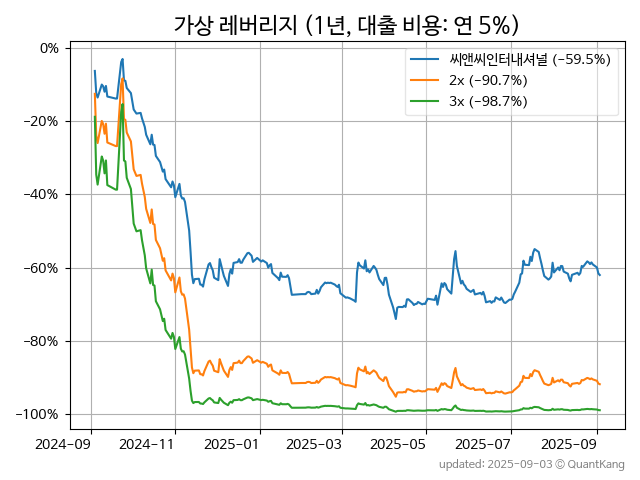 가상 레버리지 (1년, 대출 비용: 연 5%)
씨앤씨인터내셔널 (−59.5%)
2x (−90.7%)
3x (−98.7%)
0%
−20%
−40%
−60%
−80%
−100%
2024-09 2024-11 2025-01 2025-03 2025-05 2025-07 2025-09
updated: 2025-09-03 © QuantKang